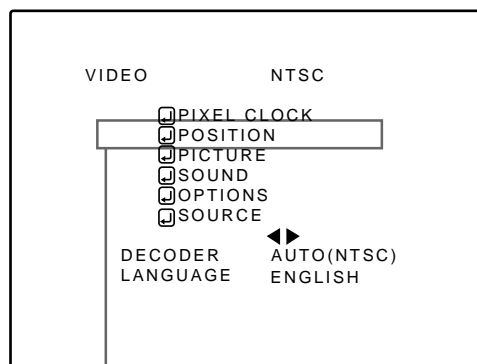 VIDEO NTSC
PIXEL CLOCK
POSITION
PICTURE
SOUND
OPTIONS
SOURCE
DECODER AUTO(NTSC)
LANGUAGE ENGLISH